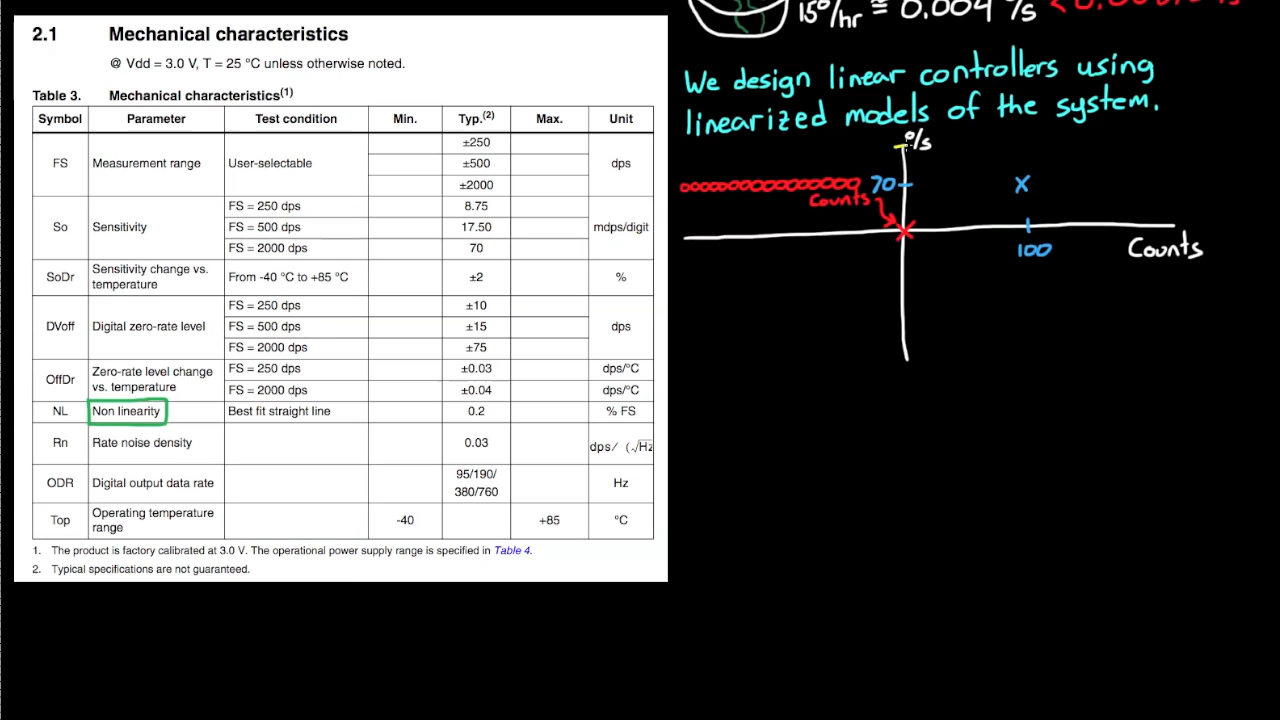 2.1 Mechanical characteristics
@ Vdd = 3.0 V, T = 25 °C unless otherwise noted.
Table 3. Mechanical characteristics(1)
Symbol Parameter Test condition Min. Typ.(2) Max. Unit
FS Measurement range User-selectable ±250 dps
±500
±2000
So Sensitivity FS = 250 dps 8.75 mdps/digit
FS = 500 dps 17.50
FS = 2000 dps 70
SoDr Sensitivity change vs. temperature From -40 °C to +85 °C ±2 %
DVoff Digital zero-rate level FS = 250 dps ±10 dps
FS = 500 dps ±15
FS = 2000 dps ±75
OffDr Zero-rate level change vs. temperature FS = 250 dps ±0.03 dps/°C
FS = 2000 dps ±0.04 dps/°C
NL Non linearity Best fit straight line 0.2 % FS
Rn Rate noise density 0.03 dps/ (√Hz
ODR Digital output data rate 95/190/ 380/760 Hz
Top Operating temperature range -40 +85 °C
1. The product is factory calibrated at 3.0 V. The operational power supply range is specified in Table 4.
2. Typical specifications are not guaranteed.
15°/hr ≅ 0.004 °/s
We design linear controllers using
linearized models of the system.
°/s
70
x
Counts
100
Counts